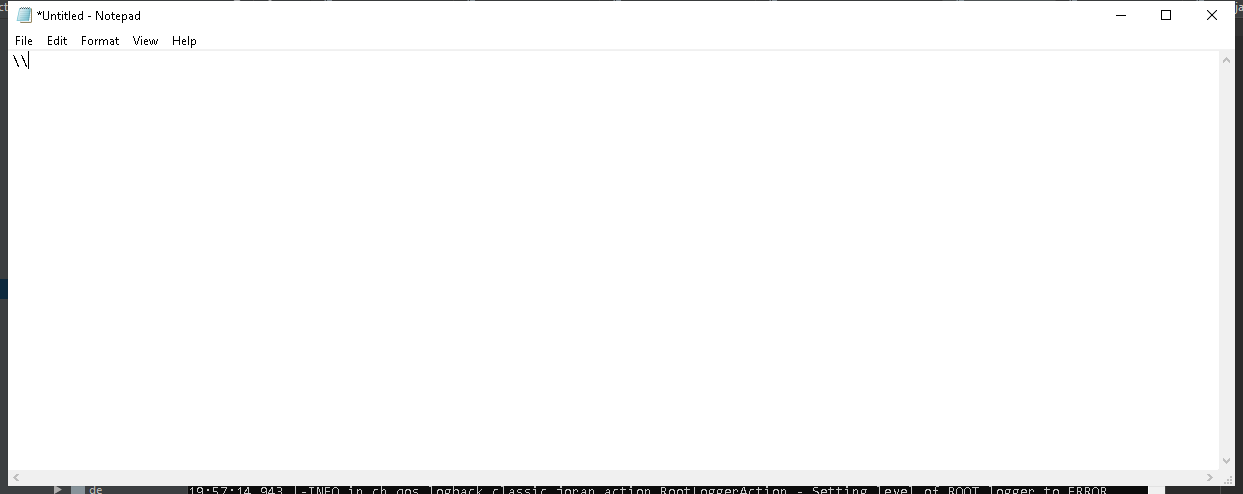 *Untitled - Notepad
File Edit Format View Help
\\
de
19:57:14,943 |-INFO in ch.qos.logback.classic.joran.action.RootLoggerAction - Setting level of ROOT logger to ERROR